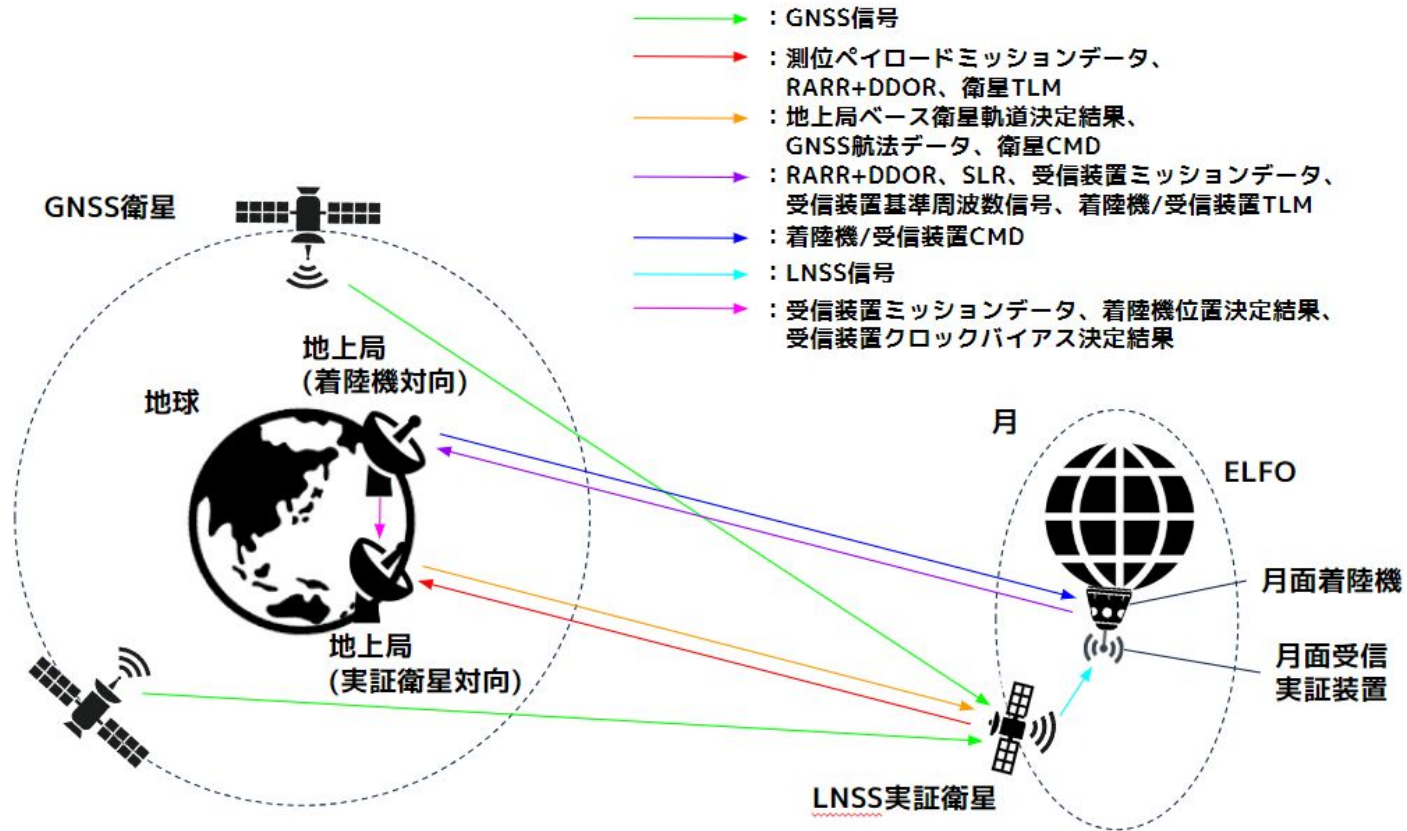 ：GNSS信号
：測位ペイロードミッションデータ、
RARR+DDOR、衛星TLM
：地上局ベース衛星軌道決定結果、
GNSS航法データ、衛星CMD
：RARR+DDOR、SLR、受信装置ミッションデータ、
受信装置基準周波数信号、着陸機/受信装置TLM
：着陸機/受信装置CMD
：LNSS信号
：受信装置ミッションデータ、着陸機位置決定結果、
受信装置クロックバイアス決定結果
GNSS衛星
地上局
(着陸機対向)
地球
地上局
(実証衛星対向)
月
ELFO
月面着陸機
月面受信
実証装置
LNSS実証衛星